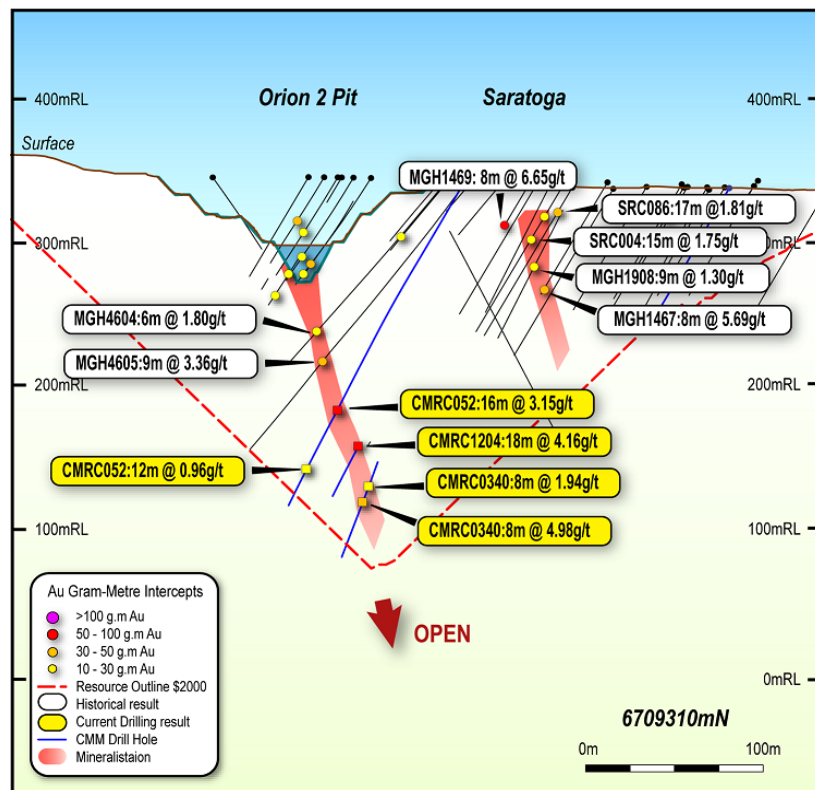 Orion 2 Pit
Saratoga
400mRL
400mRL
Surface
MGH1469: 8m @ 6.65g/t
SRC086:17m @1.81g/t
300mRL
SRC004:15m @ 1.75g/t
MGH1908:9m @ 1.30g/t
MGH4604:6m @ 1.80g/t
MGH1467:8m @ 5.69g/t
MGH4605:9m @ 3.36g/t
200mRL
200mRL
CMRC052:16m @ 3.15g/t
CMRC1204:18m @ 4.16g/t
CMRC052:12m @ 0.96g/t
CMRC0340:8m @ 1.94g/t
100mRL
CMRC0340:8m @ 4.98g/t
100mRL
Au Gram-Metre Intercepts
>100 g.m Au
50 - 100 g.m Au
30 - 50 g.m Au
10 - 30 g.m Au
Resource Outline $2000
Historical result
Current Drilling result
CMM Drill Hole
Mineralistaion
OPEN
0mRL
6709310mN
0m
100m